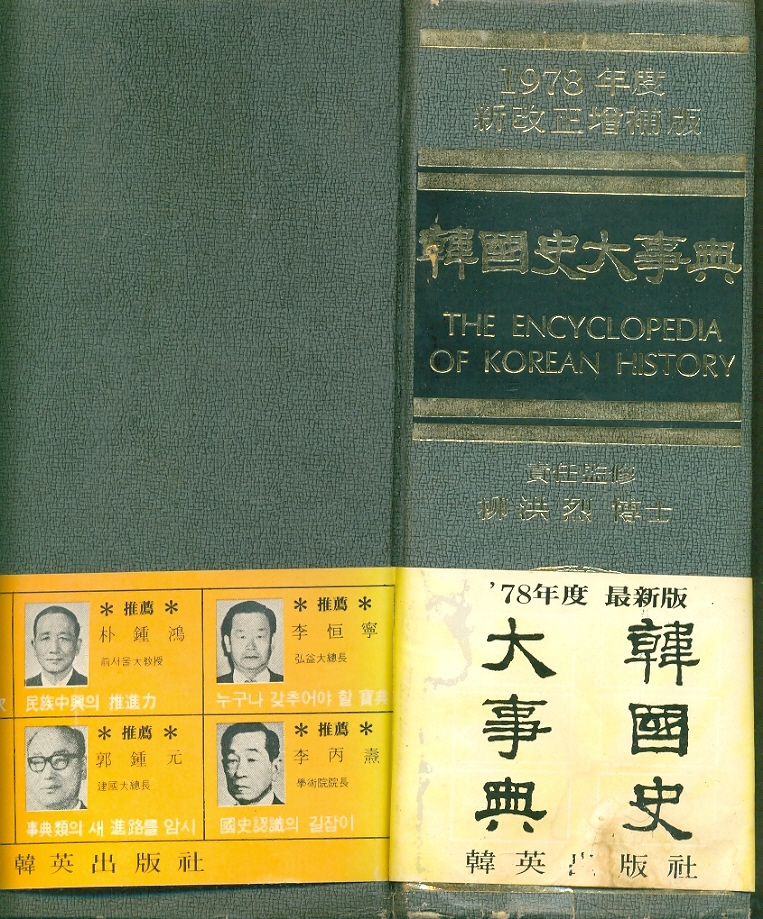 1978 年度
新改正增補版
韓國史大事典
THE ENCYCLOPEDIA
OF KOREAN HISTORY
責任監修
柳洪烈 博士
* 推薦 *
朴鍾鴻
前서울大敎授
民族中興의 推進力
* 推薦 *
李恒寧
弘益大總長
누구나 갖추어야 할 寶典
* 推薦 *
郭鍾元
建國大總長
事典類의 새 進路를 암시
* 推薦 *
李丙燾
學術院院長
國史認識의 길잡이
韓英出版社
'78年度 最新版
韓國史
大事典
韓英出版社